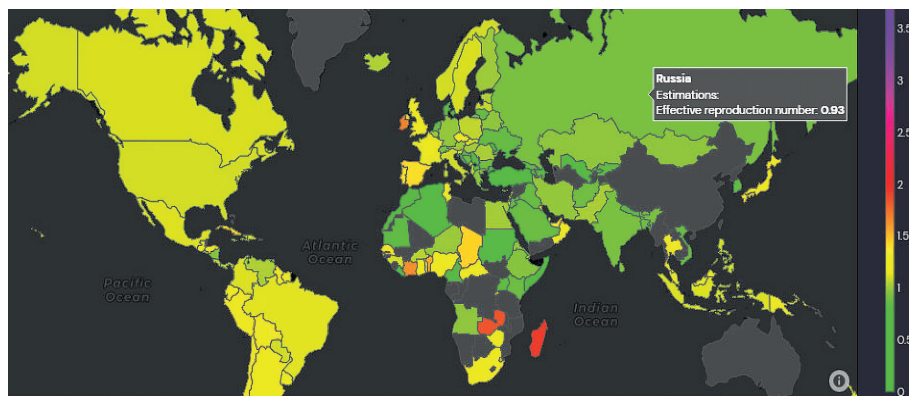 3.5
Russia
Estimations:
3
Effective reproduction number: 0.93
2.5
2
Atlantic
Ocean
1.5
Pacific
Ocean
Indian
Ocean
1
0.5
i
0